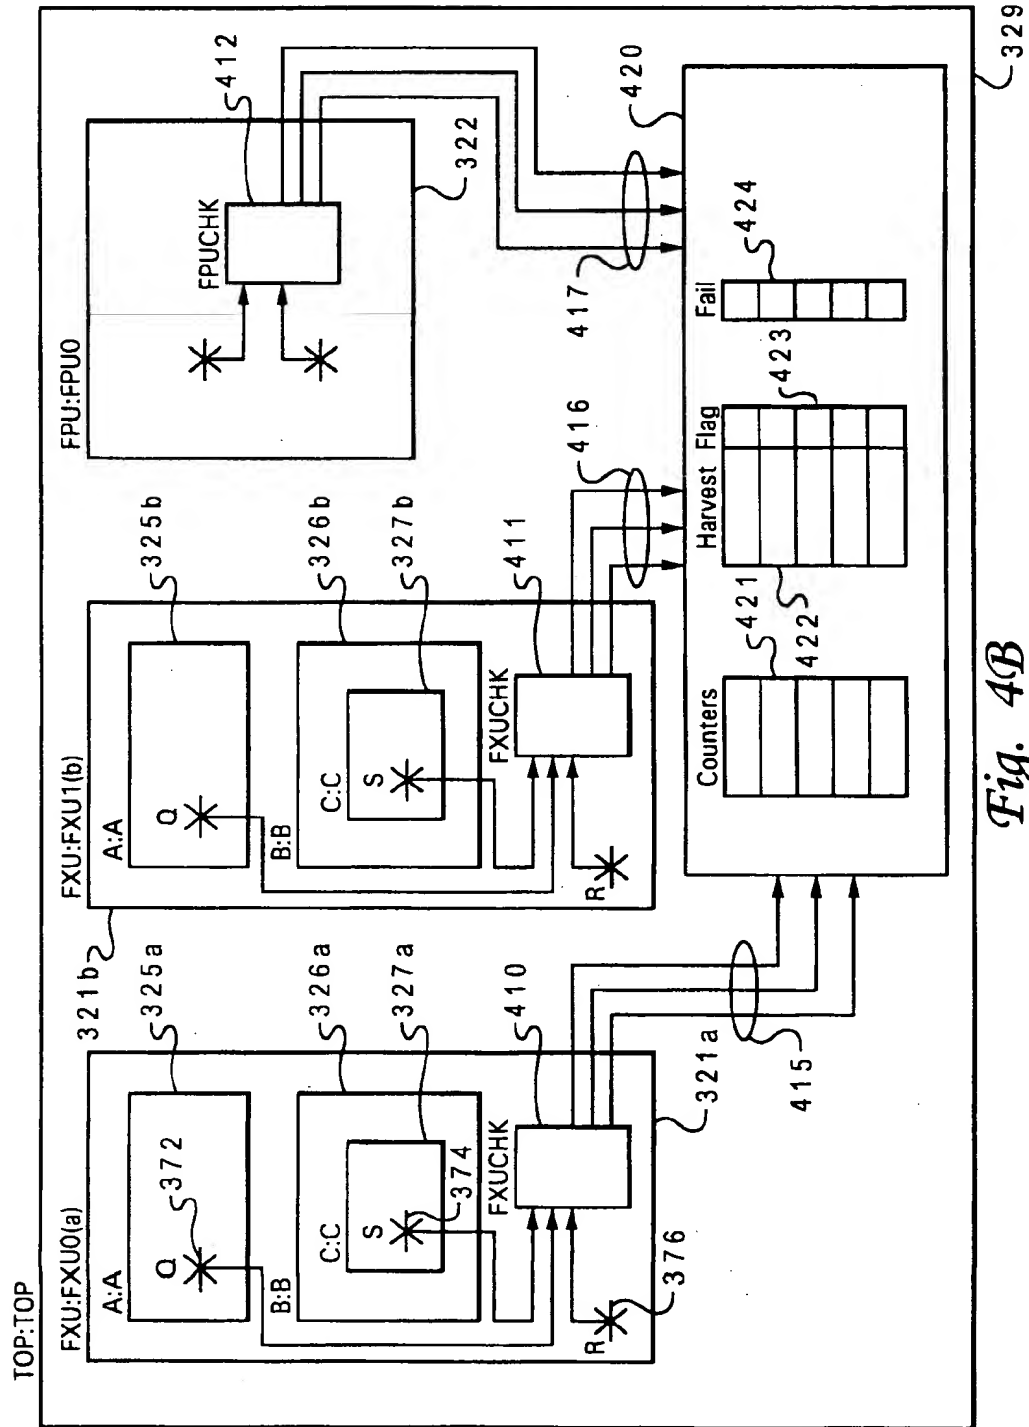 TOP:TOP
329
FXU:FXU0(a)
321a
A:A
325a
Q
372
B:B
326a
C:C
327a
S
374
FXUCHK
410
R
376
415
FXU:FXU1(b)
321b
A:A
325b
Q
B:B
326b
C:C
327b
S
FXUCHK
411
R
416
FPU:FPU0
322
FPUCHK
412
417
420
Counters
421
Harvest Flag
422
423
Fail
424
Fig. 4B